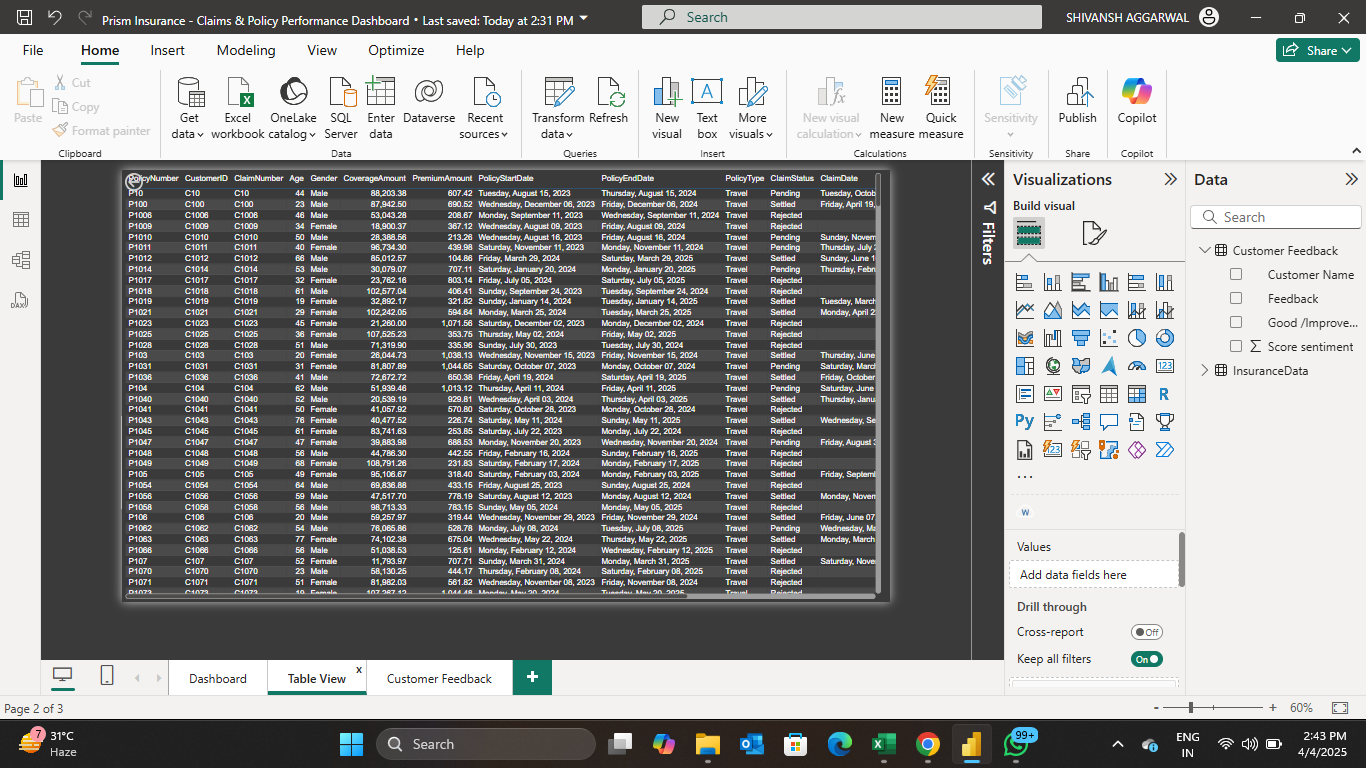 Prism Insurance - Claims & Policy Performance Dashboard • Last saved: Today at 2:31 PM
Search
SHIVANSH AGGARWAL
File
Home
Insert
Modeling
View
Optimize
Help
Share
Paste
Cut
Copy
Format painter
Clipboard
Get data
Excel workbook
OneLake catalog
SQL Server
Enter data
Dataverse
Recent sources
Data
Transform data
Refresh
Queries
New visual
Text box
More visuals
Insert
New visual calculation
New measure
Quick measure
Calculations
Sensitivity
Sensitivity
Publish
Share
Copilot
Copilot
PolicyNumber CustomerID ClaimNumber Age Gender CoverageAmount PremiumAmount PolicyStartDate PolicyEndDate PolicyType ClaimStatus ClaimDate
P10 C10 C10 44 Male 88,203.38 607.42 Tuesday, August 15, 2023 Thursday, August 15, 2024 Travel Pending Tuesday, Octob
P100 C100 C100 23 Male 87,942.50 690.52 Wednesday, December 06, 2023 Friday, December 06, 2024 Travel Settled Friday, April 19,
P1006 C1006 C1006 46 Male 53,043.28 208.67 Monday, September 11, 2023 Wednesday, September 11, 2024 Travel Rejected
P1009 C1009 C1009 34 Female 18,900.37 367.12 Wednesday, August 09, 2023 Friday, August 09, 2024 Travel Rejected
P1010 C1010 C1010 50 Male 28,388.56 213.26 Wednesday, August 16, 2023 Friday, August 16, 2024 Travel Pending Sunday, Novem
P1011 C1011 C1011 40 Female 96,734.30 439.98 Saturday, November 11, 2023 Monday, November 11, 2024 Travel Pending Thursday, July
P1012 C1012 C1012 66 Male 85,012.57 104.86 Friday, March 29, 2024 Saturday, March 29, 2025 Travel Settled Sunday, June 1
P1014 C1014 C1014 53 Male 30,079.07 707.11 Saturday, January 20, 2024 Monday, January 20, 2025 Travel Pending Thursday, Febru
P1017 C1017 C1017 32 Female 23,762.16 803.14 Friday, July 05, 2024 Saturday, July 05, 2025 Travel Rejected
P1018 C1018 C1018 61 Male 102,577.04 406.41 Sunday, September 24, 2023 Tuesday, September 24, 2024 Travel Rejected
P1019 C1019 C1019 19 Female 32,892.17 321.82 Sunday, January 14, 2024 Tuesday, January 14, 2025 Travel Settled Tuesday, March
P1021 C1021 C1021 29 Female 102,242.05 594.64 Monday, March 25, 2024 Tuesday, March 25, 2025 Travel Settled Monday, April 2
P1023 C1023 C1023 45 Female 21,260.00 1,071.56 Saturday, December 02, 2023 Monday, December 02, 2024 Travel Rejected
P1025 C1025 C1025 36 Female 107,525.23 353.75 Thursday, May 02, 2024 Friday, May 02, 2025 Travel Rejected
P1028 C1028 C1028 51 Male 71,319.90 335.96 Sunday, July 30, 2023 Tuesday, July 30, 2024 Travel Rejected
P103 C103 C103 20 Female 26,044.73 1,038.13 Wednesday, November 15, 2023 Friday, November 15, 2024 Travel Settled Thursday, June
P1031 C1031 C1031 31 Female 81,807.89 1,044.65 Saturday, October 07, 2023 Monday, October 07, 2024 Travel Pending Saturday, March
P1036 C1036 C1036 41 Male 72,672.72 650.38 Friday, April 19, 2024 Saturday, April 19, 2025 Travel Settled Friday, October
P104 C104 C104 62 Male 51,939.46 1,013.12 Thursday, April 11, 2024 Friday, April 11, 2025 Travel Pending Saturday, June
P1040 C1040 C1040 52 Male 20,539.19 929.81 Wednesday, April 03, 2024 Thursday, April 03, 2025 Travel Settled Thursday, Janu
P1041 C1041 C1041 50 Female 41,057.92 570.80 Saturday, October 28, 2023 Monday, October 28, 2024 Travel Rejected
P1043 C1043 C1043 76 Female 40,477.52 226.74 Saturday, May 11, 2024 Sunday, May 11, 2025 Travel Settled Wednesday, Se
P1045 C1045 C1045 61 Female 83,741.63 253.85 Saturday, July 22, 2023 Monday, July 22, 2024 Travel Rejected
P1047 C1047 C1047 47 Female 39,883.98 688.53 Monday, November 20, 2023 Wednesday, November 20, 2024 Travel Pending Friday, August 3
P1048 C1048 C1048 56 Male 44,786.30 442.55 Friday, February 16, 2024 Sunday, February 16, 2025 Travel Rejected
P1049 C1049 C1049 68 Female 108,791.26 231.83 Saturday, February 17, 2024 Monday, February 17, 2025 Travel Rejected
P105 C105 C105 49 Female 95,106.67 318.40 Saturday, February 03, 2024 Monday, February 03, 2025 Travel Settled Friday, Septemb
P1054 C1054 C1054 64 Male 69,836.88 433.15 Friday, August 25, 2023 Sunday, August 25, 2024 Travel Rejected
P1056 C1056 C1056 59 Male 47,517.70 778.19 Saturday, August 12, 2023 Monday, August 12, 2024 Travel Settled Monday, Novem
P1058 C1058 C1058 56 Male 98,713.33 783.15 Sunday, May 05, 2024 Monday, May 05, 2025 Travel Rejected
P106 C106 C106 20 Male 59,257.97 319.44 Wednesday, November 29, 2023 Friday, November 29, 2024 Travel Settled Friday, June 07
P1062 C1062 C1062 54 Male 76,065.86 528.78 Monday, July 08, 2024 Tuesday, July 08, 2025 Travel Pending Wednesday, Ma
P1063 C1063 C1063 77 Female 74,102.38 675.04 Wednesday, May 22, 2024 Thursday, May 22, 2025 Travel Settled Monday, March
P1066 C1066 C1066 56 Male 51,038.53 125.61 Monday, February 12, 2024 Wednesday, February 12, 2025 Travel Rejected
P107 C107 C107 52 Female 11,793.97 707.71 Sunday, March 31, 2024 Monday, March 31, 2025 Travel Settled Saturday, Nove
P1070 C1070 C1070 23 Male 58,130.25 444.17 Thursday, February 08, 2024 Saturday, February 08, 2025 Travel Rejected
P1071 C1071 C1071 51 Female 81,982.03 561.82 Wednesday, November 08, 2023 Friday, November 08, 2024 Travel Rejected
P1073 C1073 C1073 19 Female 107,267.12 1,044.48 Monday, May 20, 2024 Tuesday, May 20, 2025 Travel Rejected
Filters
Visualizations
Build visual
Values
Add data fields here
Drill through
Cross-report
Off
Keep all filters
On
Data
Search
Customer Feedback
Customer Name
Feedback
Good /Improve...
Score sentiment
InsuranceData
Dashboard
Table View
x
Customer Feedback
+
Page 2 of 3
- + 60%
7
31°C
Haze
Search
99+
ENG
IN
2:43 PM
4/4/2025